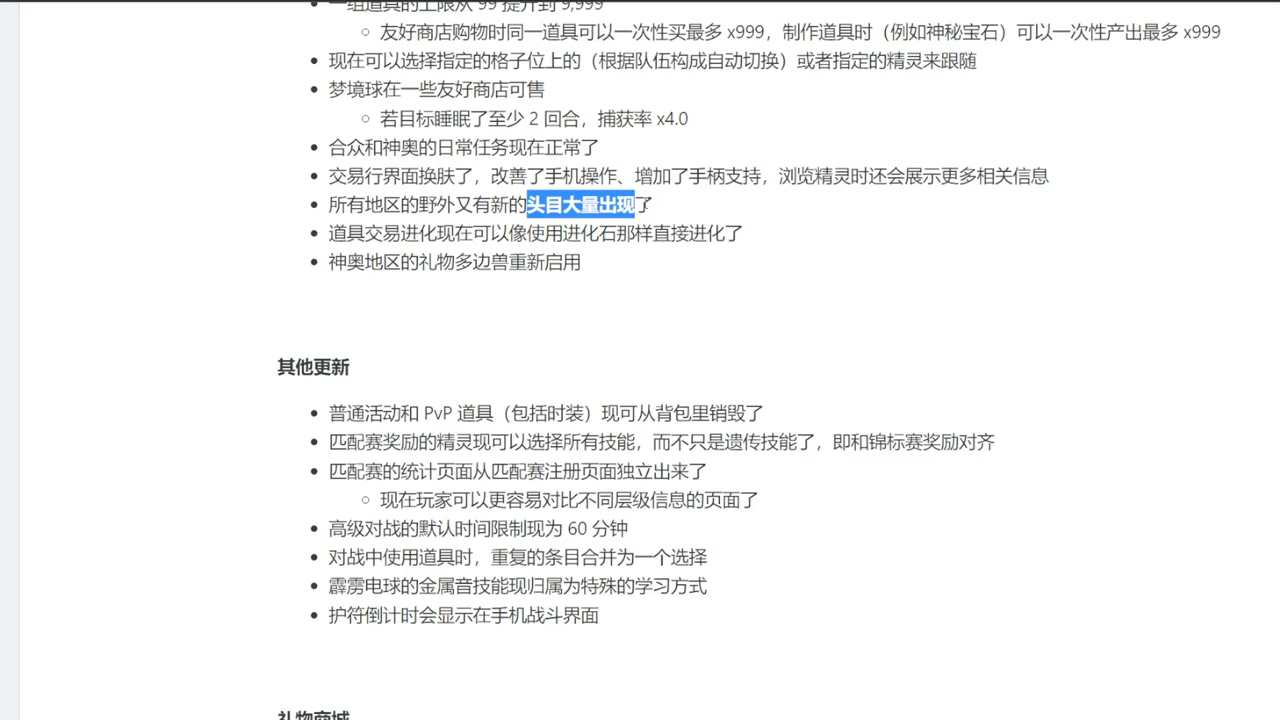 一组道具的上限从 99 提升到 9,999
友好商店购物时同一道具可以一次性买最多 x999，制作道具时（例如神秘宝石）可以一次性产出最多 x999
现在可以选择指定的格子位上的（根据队伍构成自动切换）或者指定的精灵来跟随
梦境球在一些友好商店可售
若目标睡眠了至少 2 回合，捕获率 x4.0
合众和神奥的日常任务现在正常了
交易行界面换肤了，改善了手机操作、增加了手柄支持，浏览精灵时还会展示更多相关信息
所有地区的野外又有新的头目大量出现了
道具交易进化现在可以像使用进化石那样直接进化了
神奥地区的礼物多边兽重新启用
其他更新
普通活动和 PvP 道具（包括时装）现可从背包里销毁了
匹配赛奖励的精灵现可以选择所有技能，而不只是遗传技能了，即和锦标赛奖励对齐
匹配赛的统计页面从匹配赛注册页面独立出来了
现在玩家可以更容易对比不同层级信息的页面了
高级对战的默认时间限制现为 60 分钟
对战中使用道具时，重复的条目合并为一个选择
霹雳电球的金属音技能现归属为特殊的学习方式
护符倒计时会显示在手机战斗界面
礼物商城